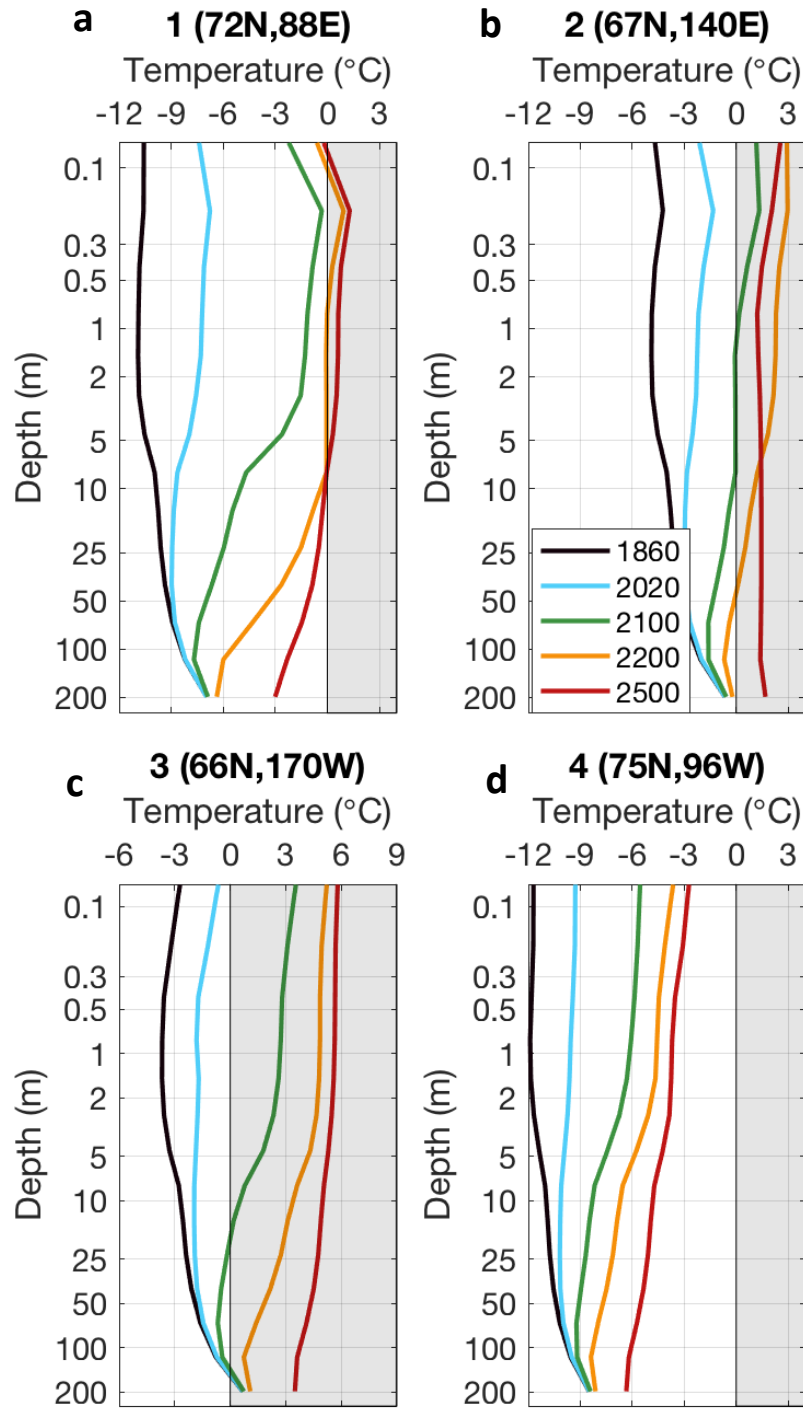 a
1 (72N,88E)
Temperature (°C)
-12 -9 -6 -3 0 3
0.1
0.3
0.5
1
2
5
10
25
50
100
200
Depth (m)
b
2 (67N,140E)
Temperature (°C)
-12 -9 -6 -3 0 3
0.1
0.3
0.5
1
2
5
10
25
50
100
200
Depth (m)
1860
2020
2100
2200
2500
c
3 (66N,170W)
Temperature (°C)
-6 -3 0 3 6 9
0.1
0.3
0.5
1
2
5
10
25
50
100
200
Depth (m)
d
4 (75N,96W)
Temperature (°C)
-12 -9 -6 -3 0 3
0.1
0.3
0.5
1
2
5
10
25
50
100
200
Depth (m)